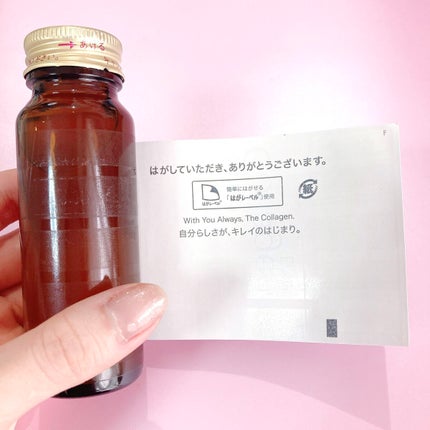 あける
はがしていただき、ありがとうございます。
はがレーベル®
簡単にはがせる
「はがレーベル®」使用
紙
With You Always, The Collagen.
自分らしさが、キレイのはじまり。
F